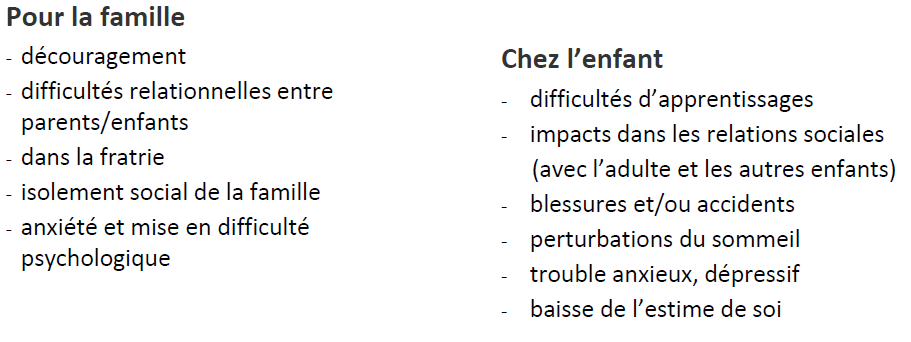 Pour la famille
- découragement
- difficultés relationnelles entre
parents/enfants
- dans la fratrie
- isolement social de la famille
- anxiété et mise en difficulté
psychologique
Chez l’enfant
- difficultés d’apprentissages
- impacts dans les relations sociales
(avec l’adulte et les autres enfants)
- blessures et/ou accidents
- perturbations du sommeil
- trouble anxieux, dépressif
- baisse de l’estime de soi